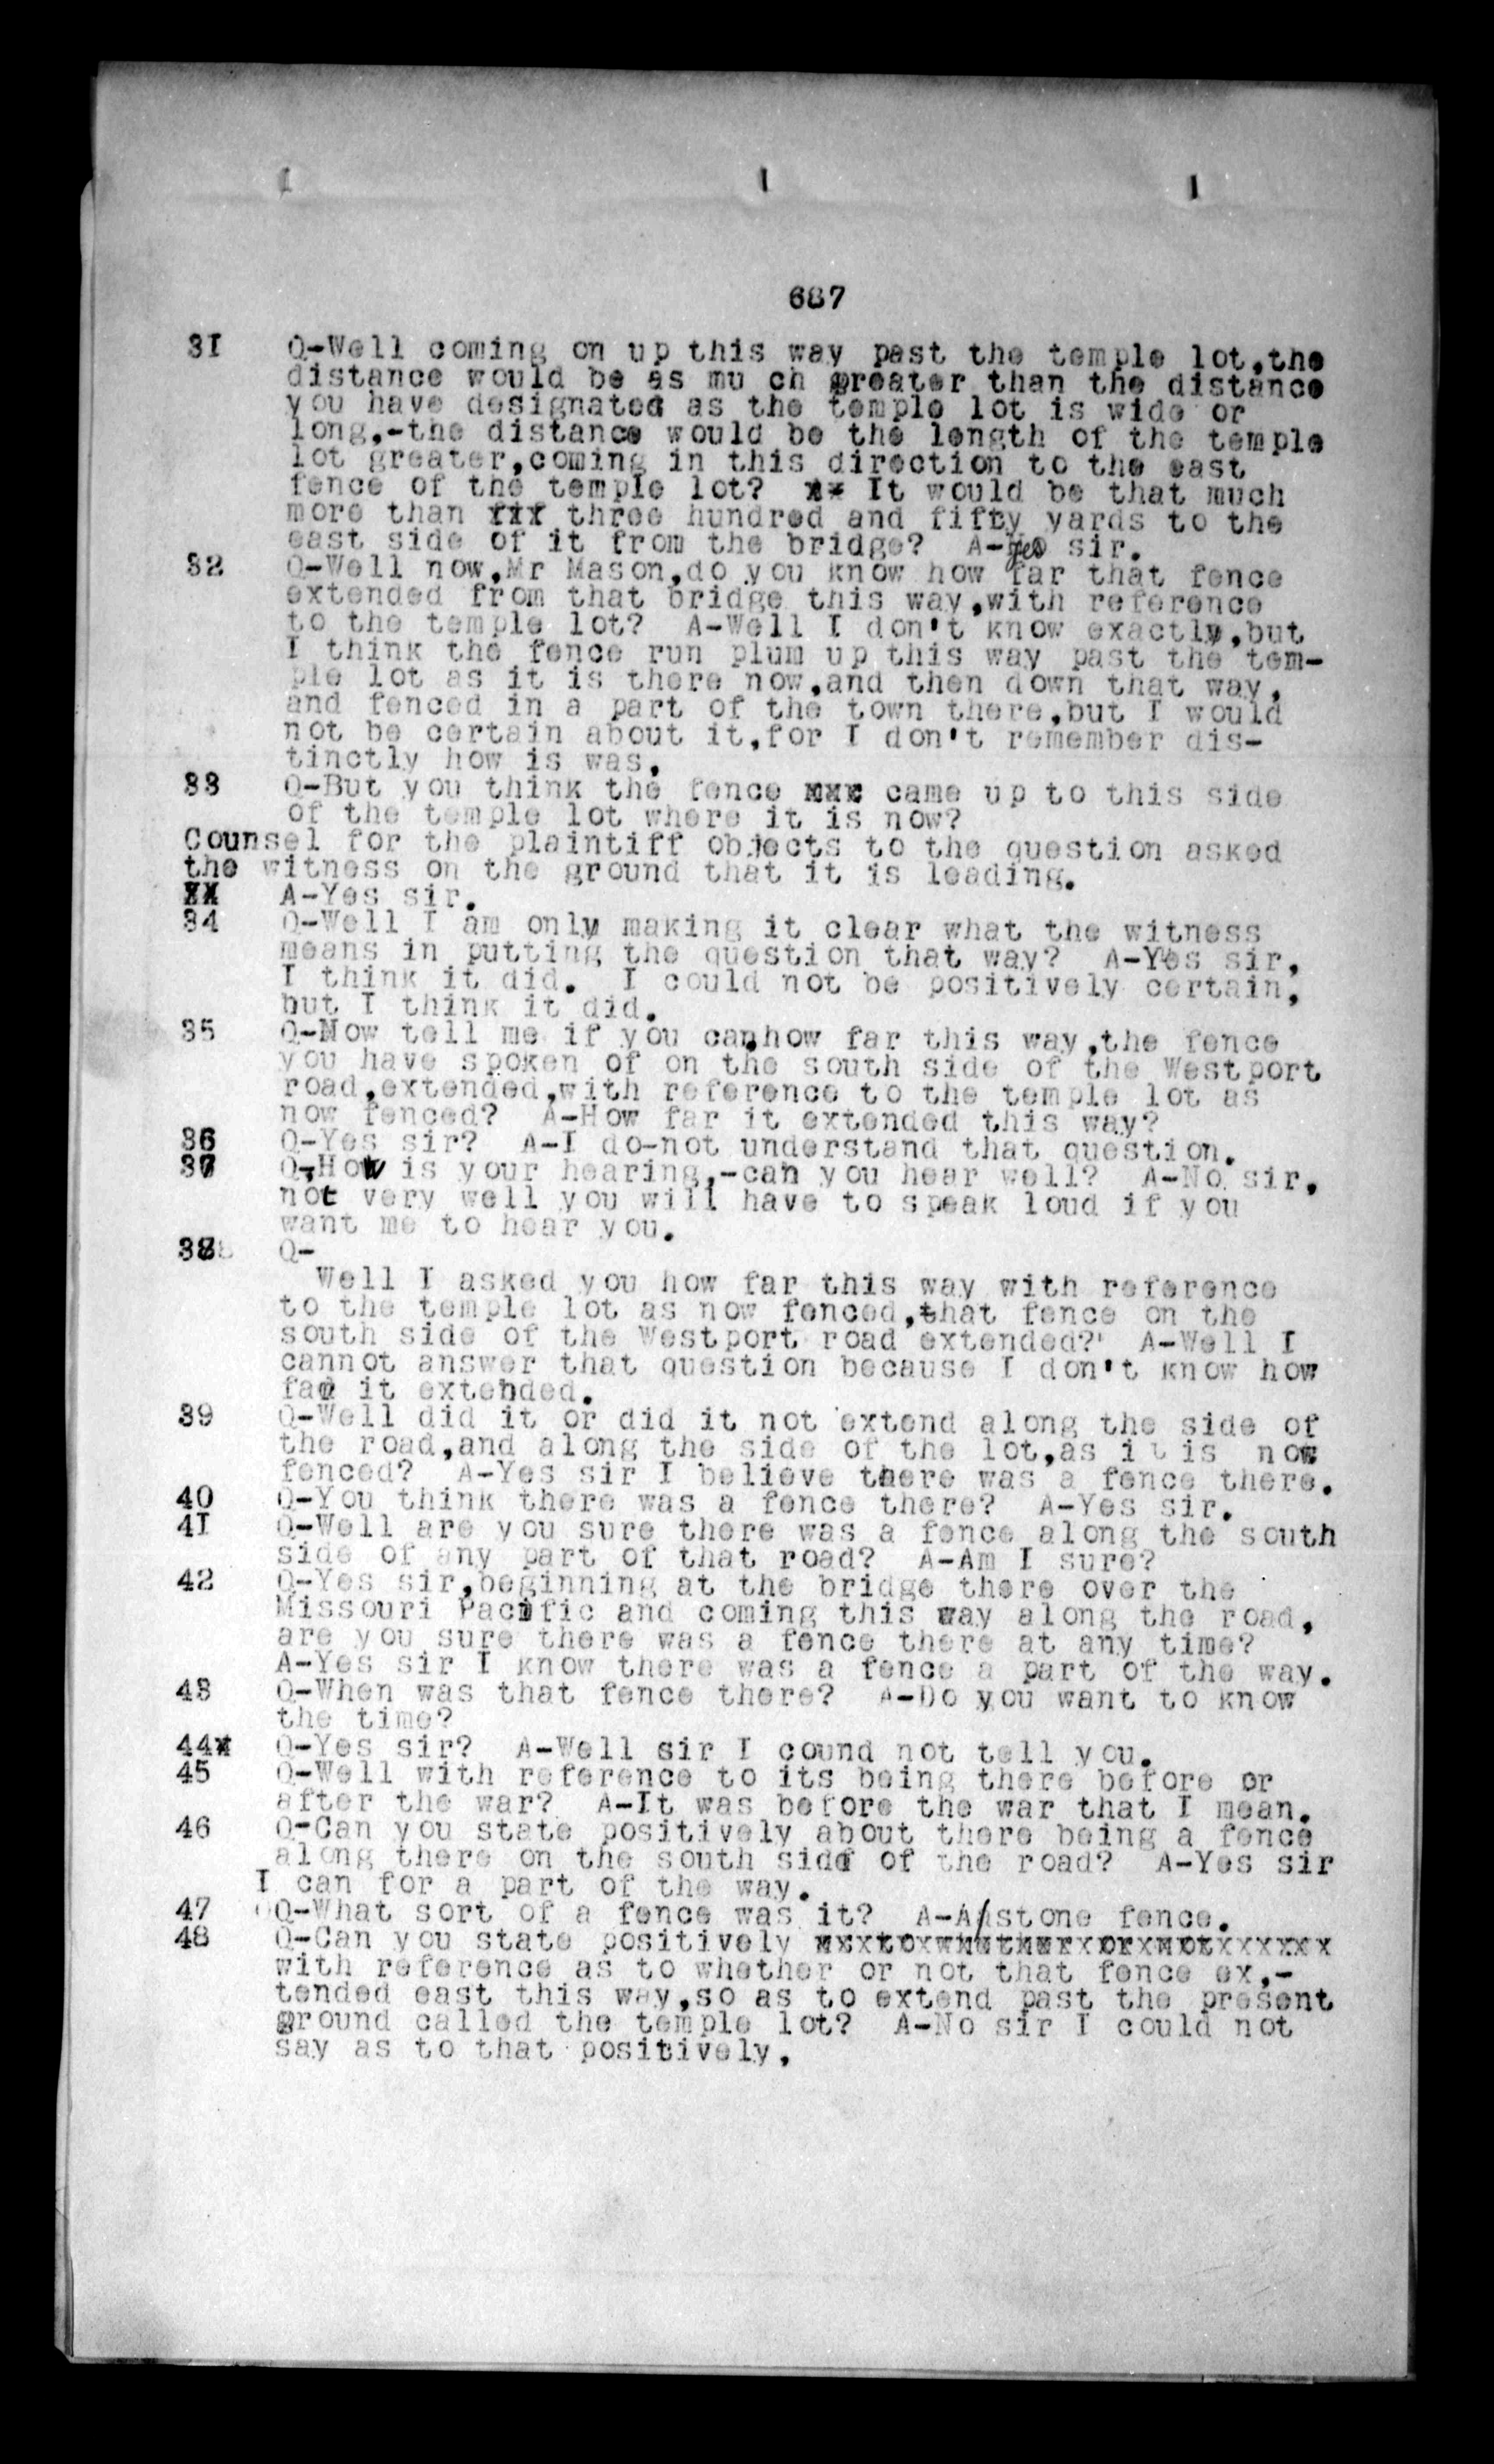 687
31 Q-Well coming on up this way past the temple lot,the
distance would be as mu ch greater than the distance
you have designated as the temple lot is wide or
long,-the distance would be the length of the temple
lot greater,coming in this direction to the east
fence of the temple lot? It would be that much
more than three hundred and fifty yards to the
east side of it from the bridge? A-Yes sir.
32 Q-Well now,Mr Mason,do you know how far that fence
extended from that bridge this way,with reference
to the temple lot? A-Well I don't know exactly,but
I think the fence run plum up this way past the tem-
ple lot as it is there now,and then down that way,
and fenced in a part of the town there,but I would
not be certain about it,for I don't remember dis-
tinctly how is was,
33 Q-But you think the fence xxx came up to this side
of the temple lot where it is now?
Counsel for the plaintiff objects to the question asked
the witness on the ground that it is leading.
XX A-Yes sir.
34 Q-Well I am only making it clear what the witness
means in putting the question that way? A-Yes sir,
I think it did. I could not be positively certain,
but I think it did.
35 Q-Now tell me if you can,how far this way,the fence
you have spoken of on the south side of the Westport
road,extended,with reference to the temple lot as
now fenced? A-How far it extended this way?
36 Q-Yes sir? A-I do-not understand that question.
37 Q-How is your hearing,-can you hear well? A-No sir,
not very well you will have to speak loud if you
want me to hear you.
38 Q-
Well I asked you how far this way with reference
to the temple lot as now fenced,that fence on the
south side of the Westport road extended?' A-Well I
cannot answer that question because I don't know how
far it extended.
39 Q-Well did it or did it not extend along the side of
the road,and along the side of the lot,as it is now
fenced? A-Yes sir I believe there was a fence there.
40 Q-You think there was a fence there? A-Yes sir.
41 Q-Well are you sure there was a fence along the south
side of any part of that road? A-Am I sure?
42 Q-Yes sir,beginning at the bridge there over the
Missouri Pacific and coming this way along the road,
are you sure there was a fence there at any time?
A-Yes sir I know there was a fence a part of the way.
43 Q-When was that fence there? A-Do you want to know
the time?
44x Q-Yes sir? A-Well sir I cound not tell you.
45 Q-Well with reference to its being there before or
after the war? A-It was before the war that I mean.
46 Q-Can you state positively about there being a fence
along there on the south side of the road? A-Yes sir
I can for a part of the way.
47 Q-What sort of a fence was it? A-A/stone fence.
48 Q-Can you state positively
with reference as to whether or not that fence ex,-
tended east this way,so as to extend past the present
ground called the temple lot? A-No sir I could not
say as to that positively,